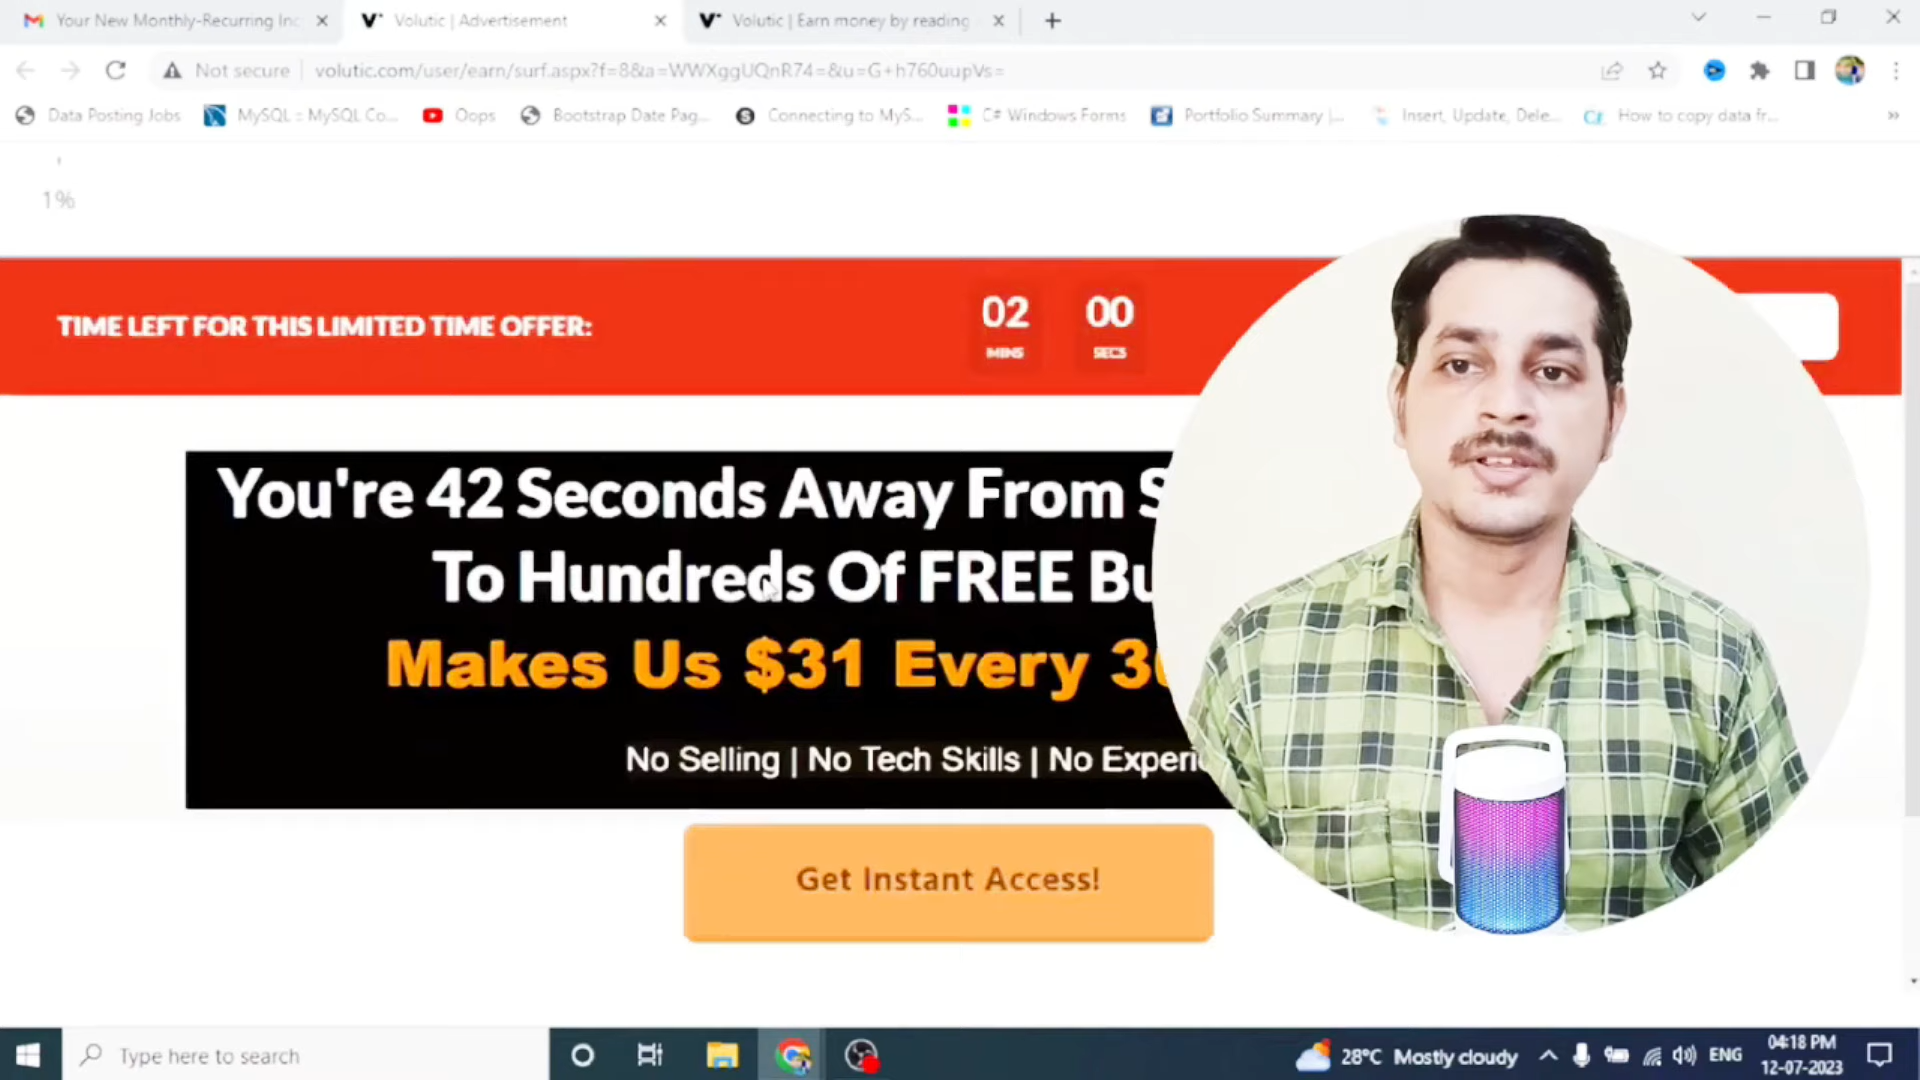 Your New Monthly-Recurring Inc
Volutic | Advertisement
Volutic | Earn money by reading
Not secure
volutic.com/user/earn/surf.aspx?f=8&a=WWXggUQnR74=&u=G+h760uupVs=
Data Posting Jobs
MySQL :: MySQL Co...
Oops
Bootstrap Date Pag...
Connecting to MyS...
C# Windows Forms
Portfolio Summary |...
Insert, Update, Dele...
How to copy data fr...
1%
TIME LEFT FOR THIS LIMITED TIME OFFER:
02
MINS
00
SECS
You're 42 Seconds Away From S
To Hundreds Of FREE Bu
Makes Us $31 Every 30
No Selling | No Tech Skills | No Experie
Get Instant Access!
Type here to search
28°C Mostly cloudy
ENG
04:18 PM
12-07-2023